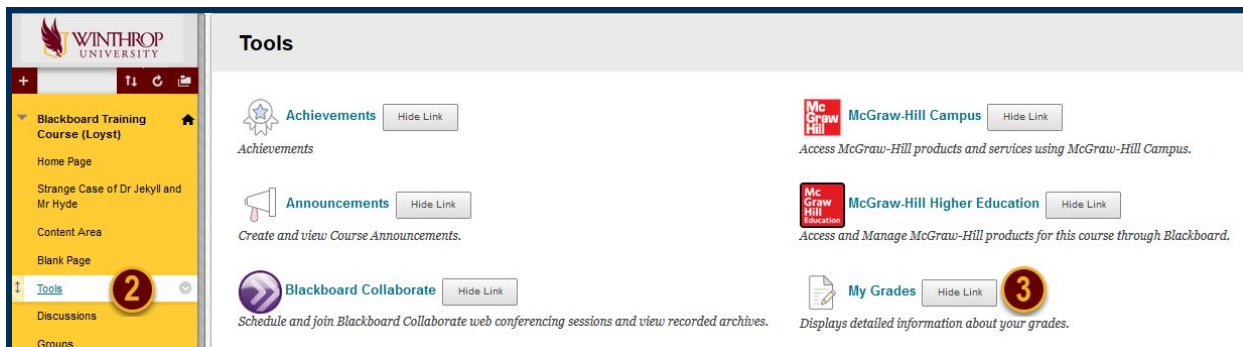 WINTHROP
UNIVERSITY
Blackboard Training
Course (Loyst)
Home Page
Strange Case of Dr Jekyll and
Mr Hyde
Content Area
Blank Page
Tools
2
Discussions
Groups
Tools
Achievements Hide Link
Achievements
Announcements Hide Link
Create and view Course Announcements.
Blackboard Collaborate Hide Link
Schedule and join Blackboard Collaborate web conferencing sessions and view recorded archives.
Mc
Graw
Hill
McGraw-Hill Campus Hide Link
Access McGraw-Hill products and services using McGraw-Hill Campus.
Mc
Graw
Hill
Education
McGraw-Hill Higher Education Hide Link
Access and Manage McGraw-Hill products for this course through Blackboard.
My Grades Hide Link 3
Displays detailed information about your grades.